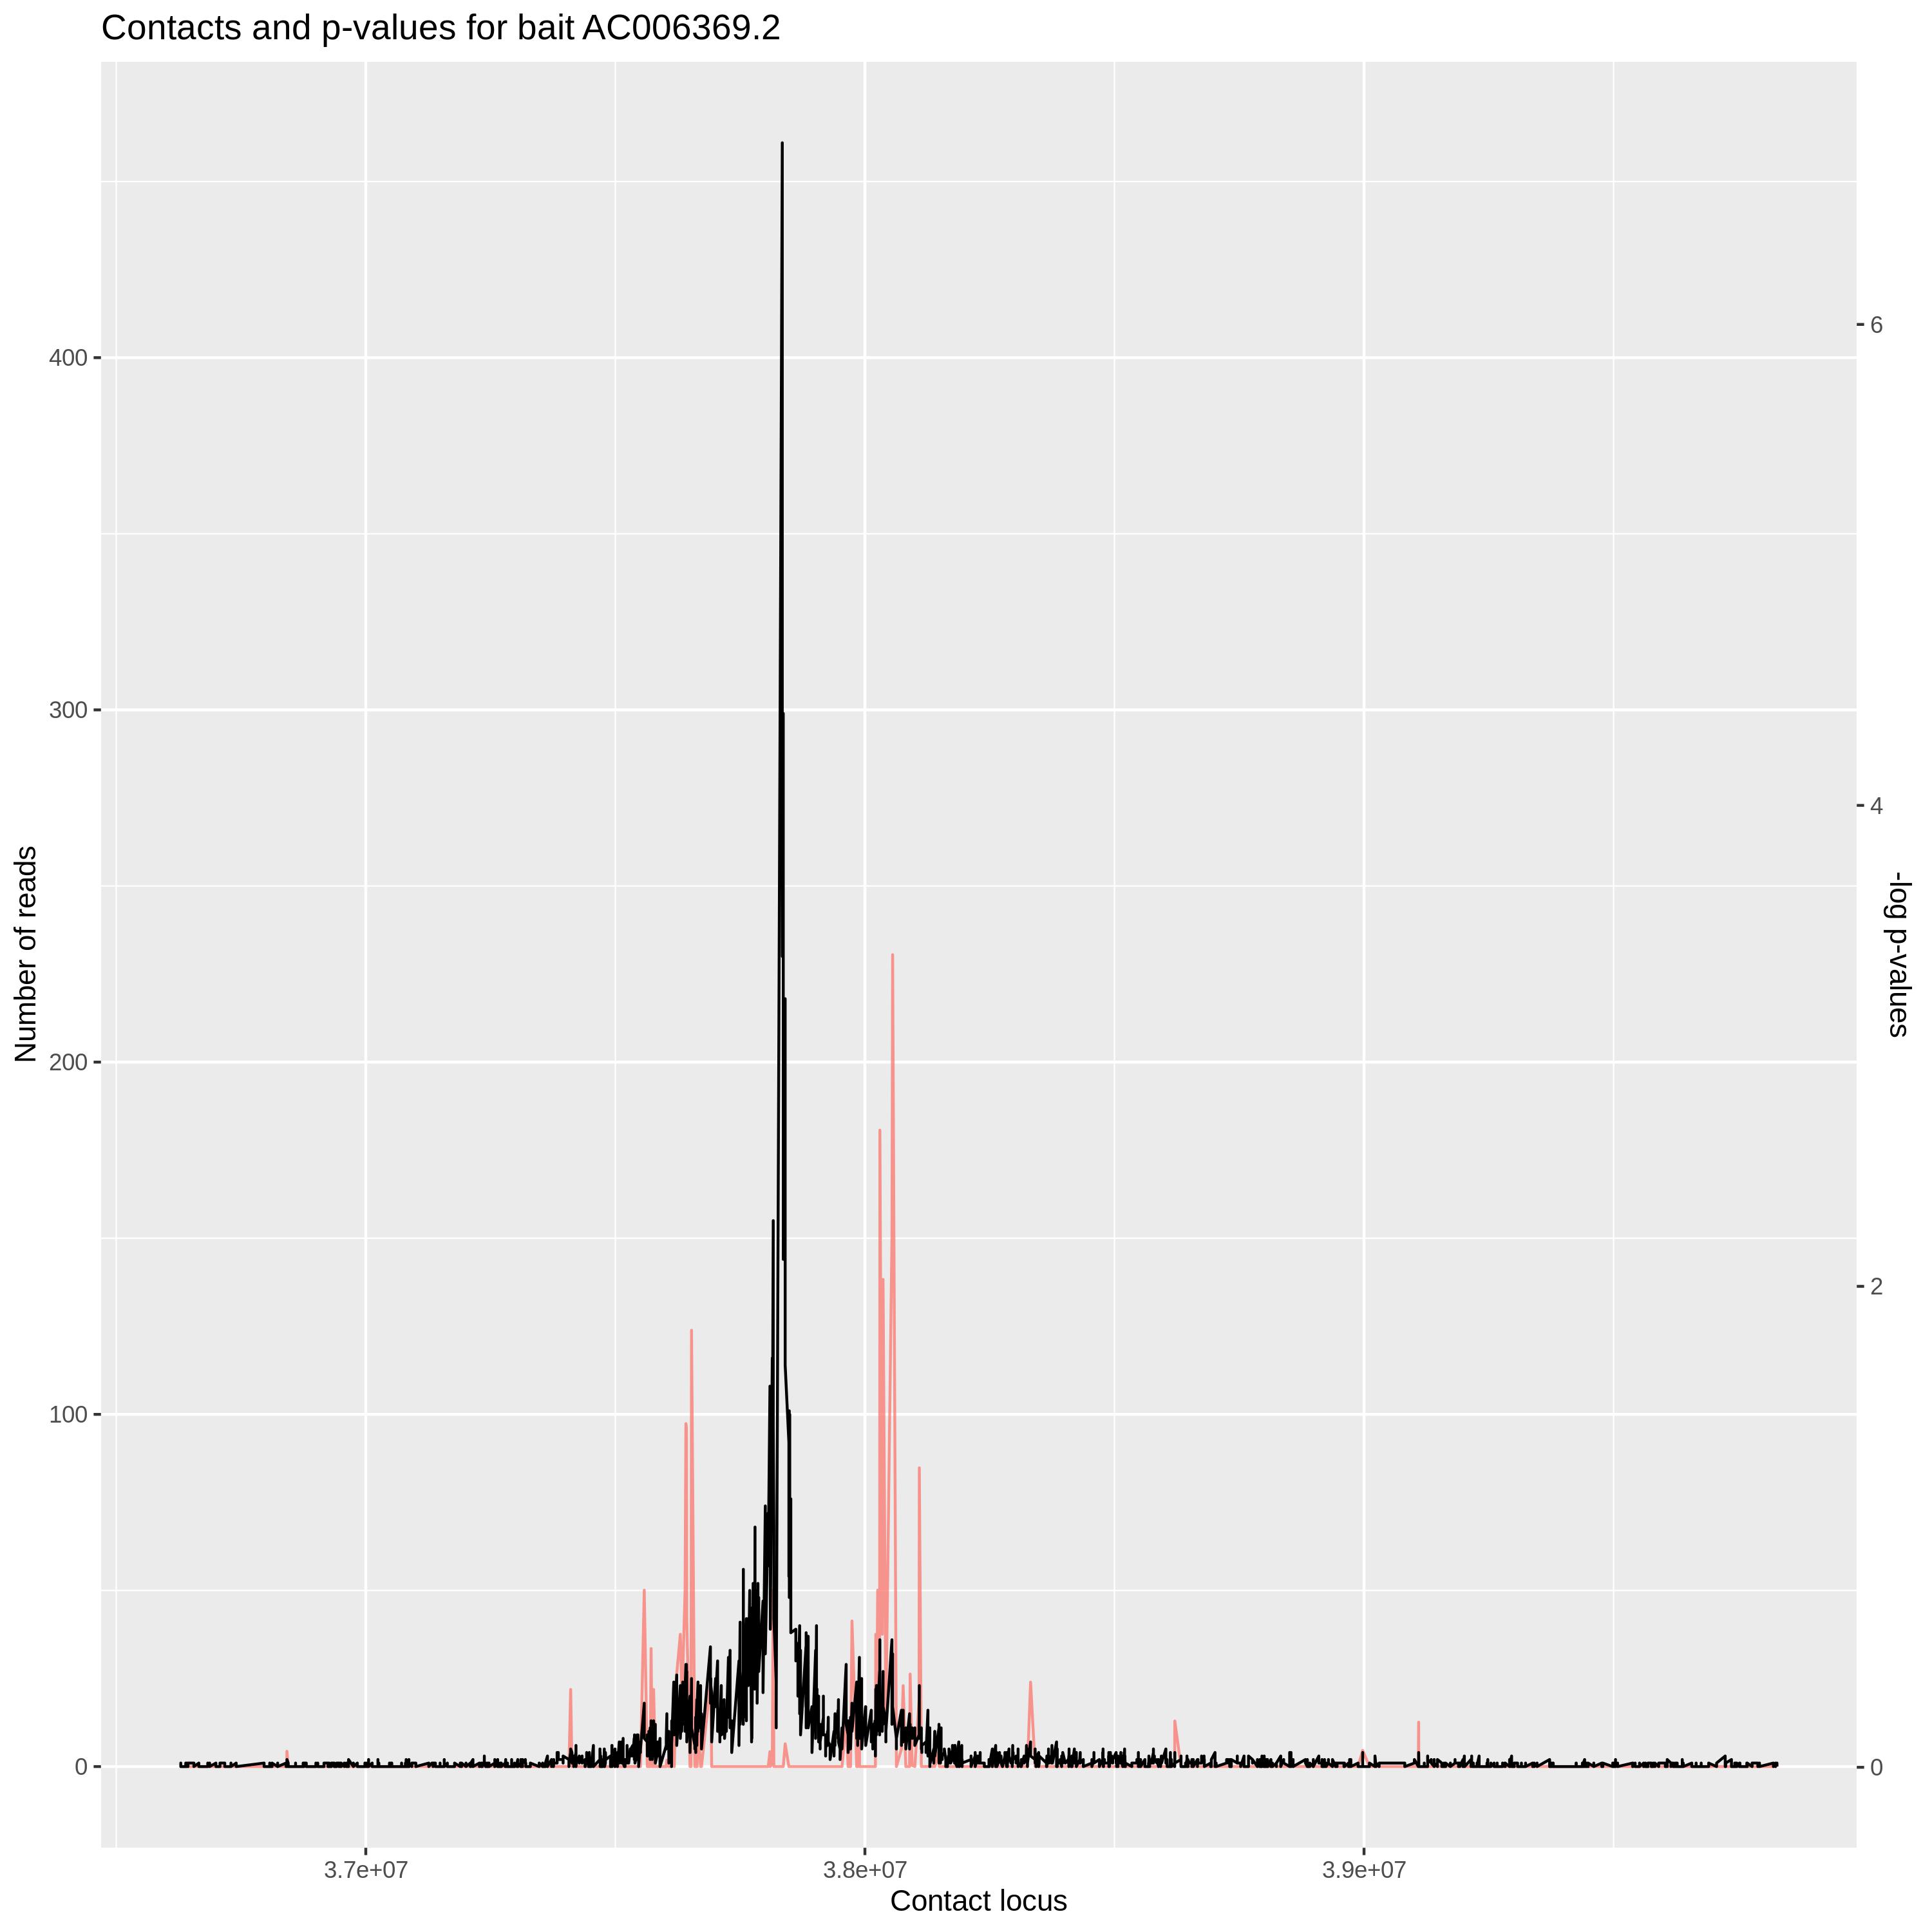 Contacts and p-values for bait AC006369.2
Number of reads
400
300
200
100
0
6
4
2
0
-log p-values
3.7e+07
3.8e+07
3.9e+07
Contact locus